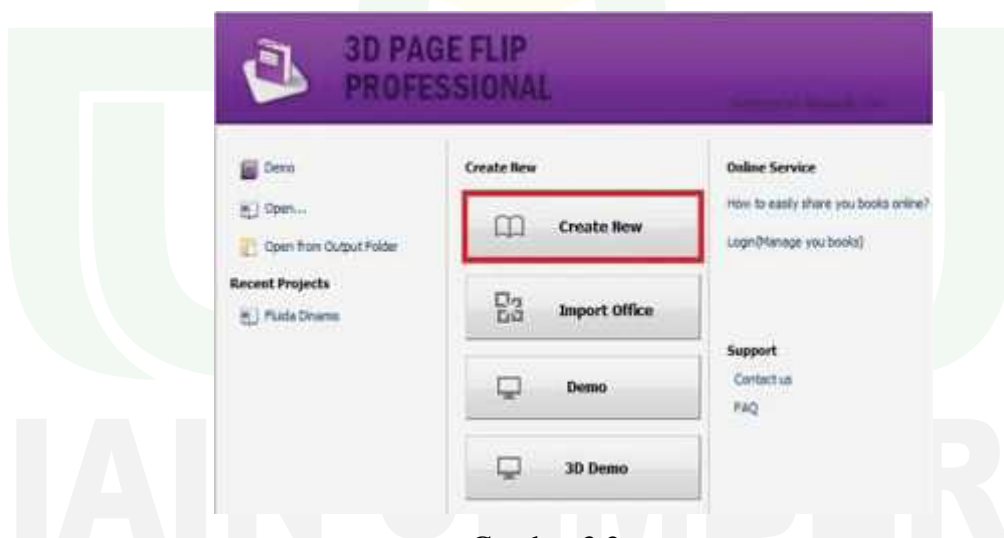 3D PAGE FLIP
PROFESSIONAL
Demo
Open...
Open from Output Folder
Recent Projects
Fluida Dinamis
Create New
Create New
Import Office
Demo
3D Demo
Online Service
How to easily share you books online?
Login(Manage you books)
Support
Contact us
FAQ
IAIN JEMBER